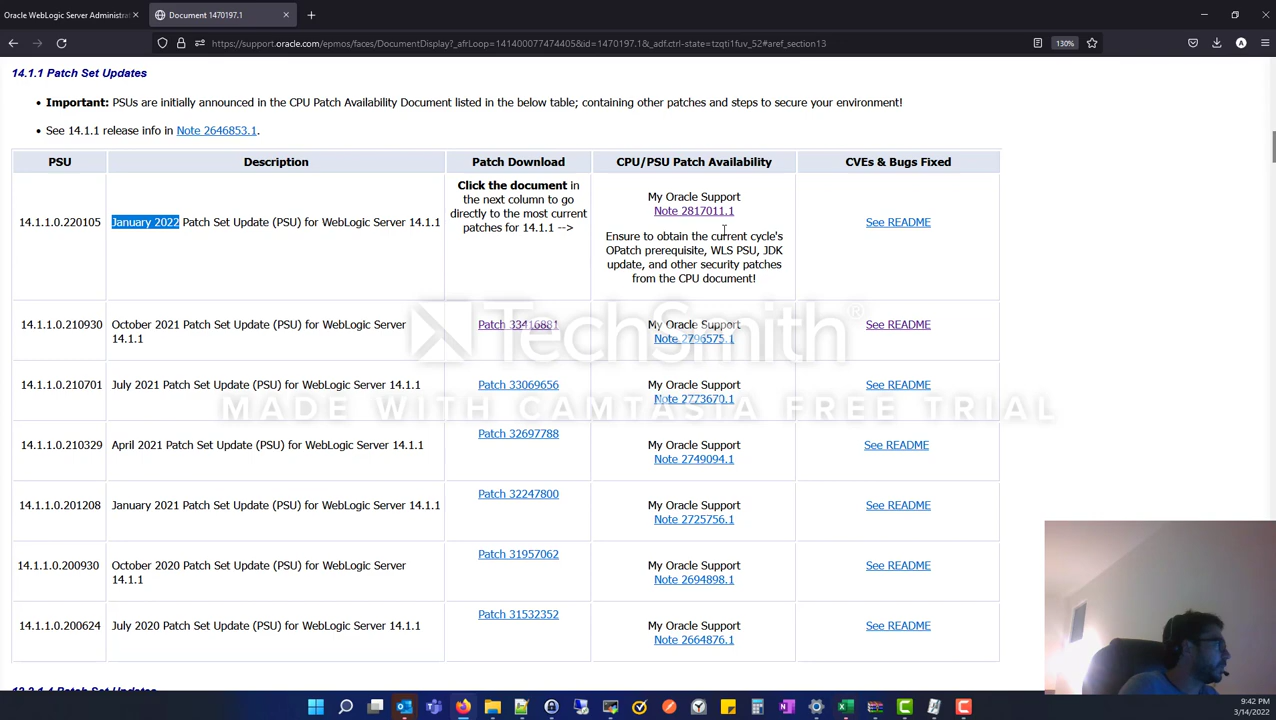 Oracle WebLogic Server Administrat
Document 1470197.1
https://support.oracle.com/epmos/faces/DocumentDisplay?_afrLoop=141400077474405&id=1470197.1&_adf.ctrl-state=tzqti1fuv_52#aref_section13
130%
14.1.1 Patch Set Updates
• Important: PSUs are initially announced in the CPU Patch Availability Document listed in the below table; containing other patches and steps to secure your environment!
• See 14.1.1 release info in Note 2646853.1.
PSU Description Patch Download CPU/PSU Patch Availability CVEs & Bugs Fixed
14.1.1.0.220105
January 2022 Patch Set Update (PSU) for WebLogic Server 14.1.1
Click the document in
the next column to go
directly to the most current
patches for 14.1.1 -->
My Oracle Support
Note 2817011.1
Ensure to obtain the current cycle's
OPatch prerequisite, WLS PSU, JDK
update, and other security patches
from the CPU document!
See README
14.1.1.0.210930
October 2021 Patch Set Update (PSU) for WebLogic Server
14.1.1
Patch 33416881
My Oracle Support
Note 2796575.1
See README
14.1.1.0.210701
July 2021 Patch Set Update (PSU) for WebLogic Server 14.1.1
Patch 33069656
My Oracle Support
Note 2773670.1
See README
14.1.1.0.210329
April 2021 Patch Set Update (PSU) for WebLogic Server 14.1.1
Patch 32697788
My Oracle Support
Note 2749094.1
See README
14.1.1.0.201208
January 2021 Patch Set Update (PSU) for WebLogic Server 14.1.1
Patch 32247800
My Oracle Support
Note 2725756.1
See README
14.1.1.0.200930
October 2020 Patch Set Update (PSU) for WebLogic Server
14.1.1
Patch 31957062
My Oracle Support
Note 2694898.1
See README
14.1.1.0.200624
July 2020 Patch Set Update (PSU) for WebLogic Server 14.1.1
Patch 31532352
My Oracle Support
Note 2664876.1
See README
TechSmith®
MADE WITH CAMTASIA FREE TRIAL
12.2.1.4 Patch Set Updates
9:42 PM
3/14/2022